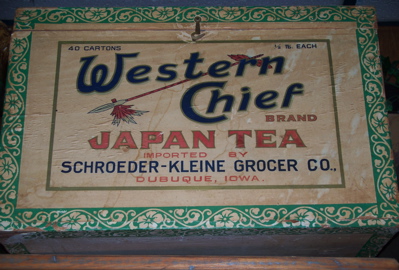 40 CARTONS ½ lb. EACH
Western
Chief
BRAND
JAPAN TEA
IMPORTED BY
SCHROEDER-KLEINE GROCER CO.,
DUBUQUE, IOWA.